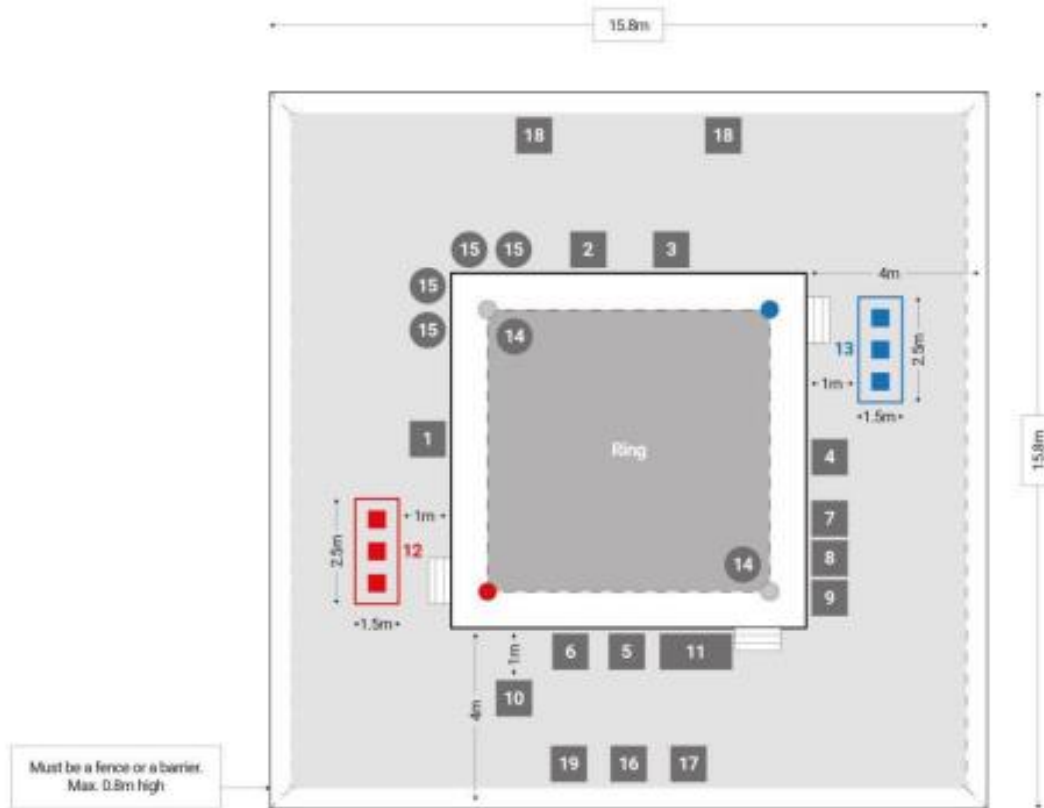 15.8m
18 18
15 15 2 3
15
4m
15
14
13
2.5m
1m
1.5m
1
Ring
4
15.8m
7
1m
12
2.5m
8
14
9
1.5m
6 5 11
1m
10
4m
19 16 17
Must be a fence or a barrier.
Max. 0.8m high